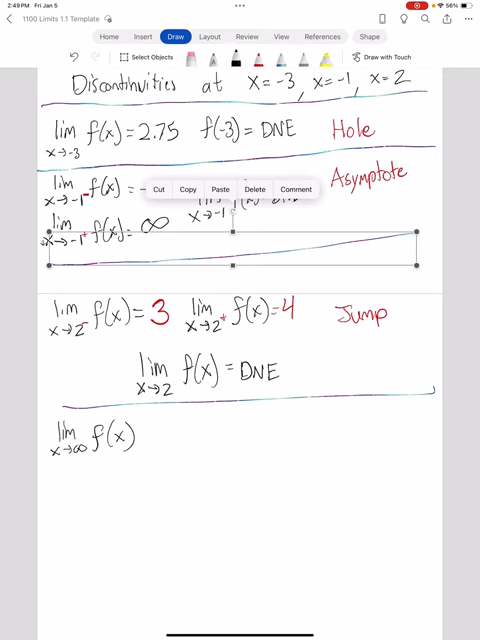 2:49 PM Fri Jan 5
56%
1100 Limits 1.1 Template
Home Insert Draw Layout Review View References Shape
Select Objects A Draw with Touch
Discontinuities at x=-3, x=-1, x=2
lim x→-3 f(x)=2.75 f(-3)=DNE Hole
Cut Copy Paste Delete Comment
lim x→-1⁻ f(x)=- x→-1 Asymptote
lim x→-1⁺ f(x)=∞
lim x→2⁻ f(x)=3 lim x→2⁺ f(x)=4 Jump
lim x→2 f(x)=DNE
lim x→∞ f(x)